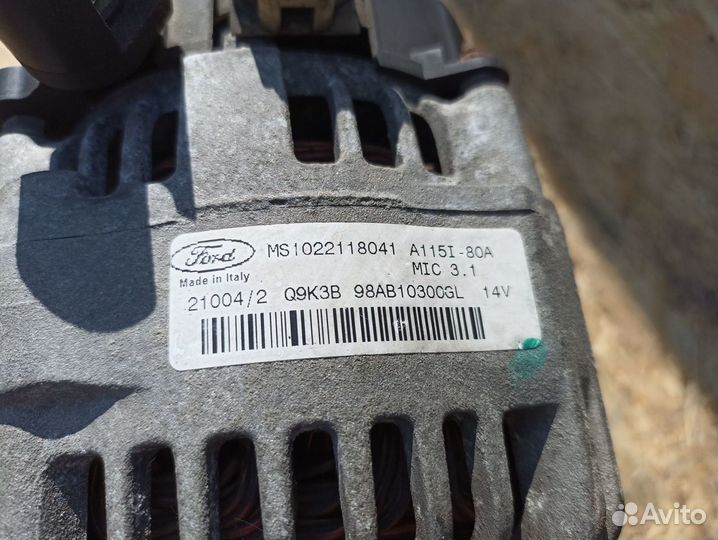 Ford MS1022118041 A115I-80A
Made in Italy MIC 3.1
21004/2 Q9K3B 98AB10300GL 14V
Avito